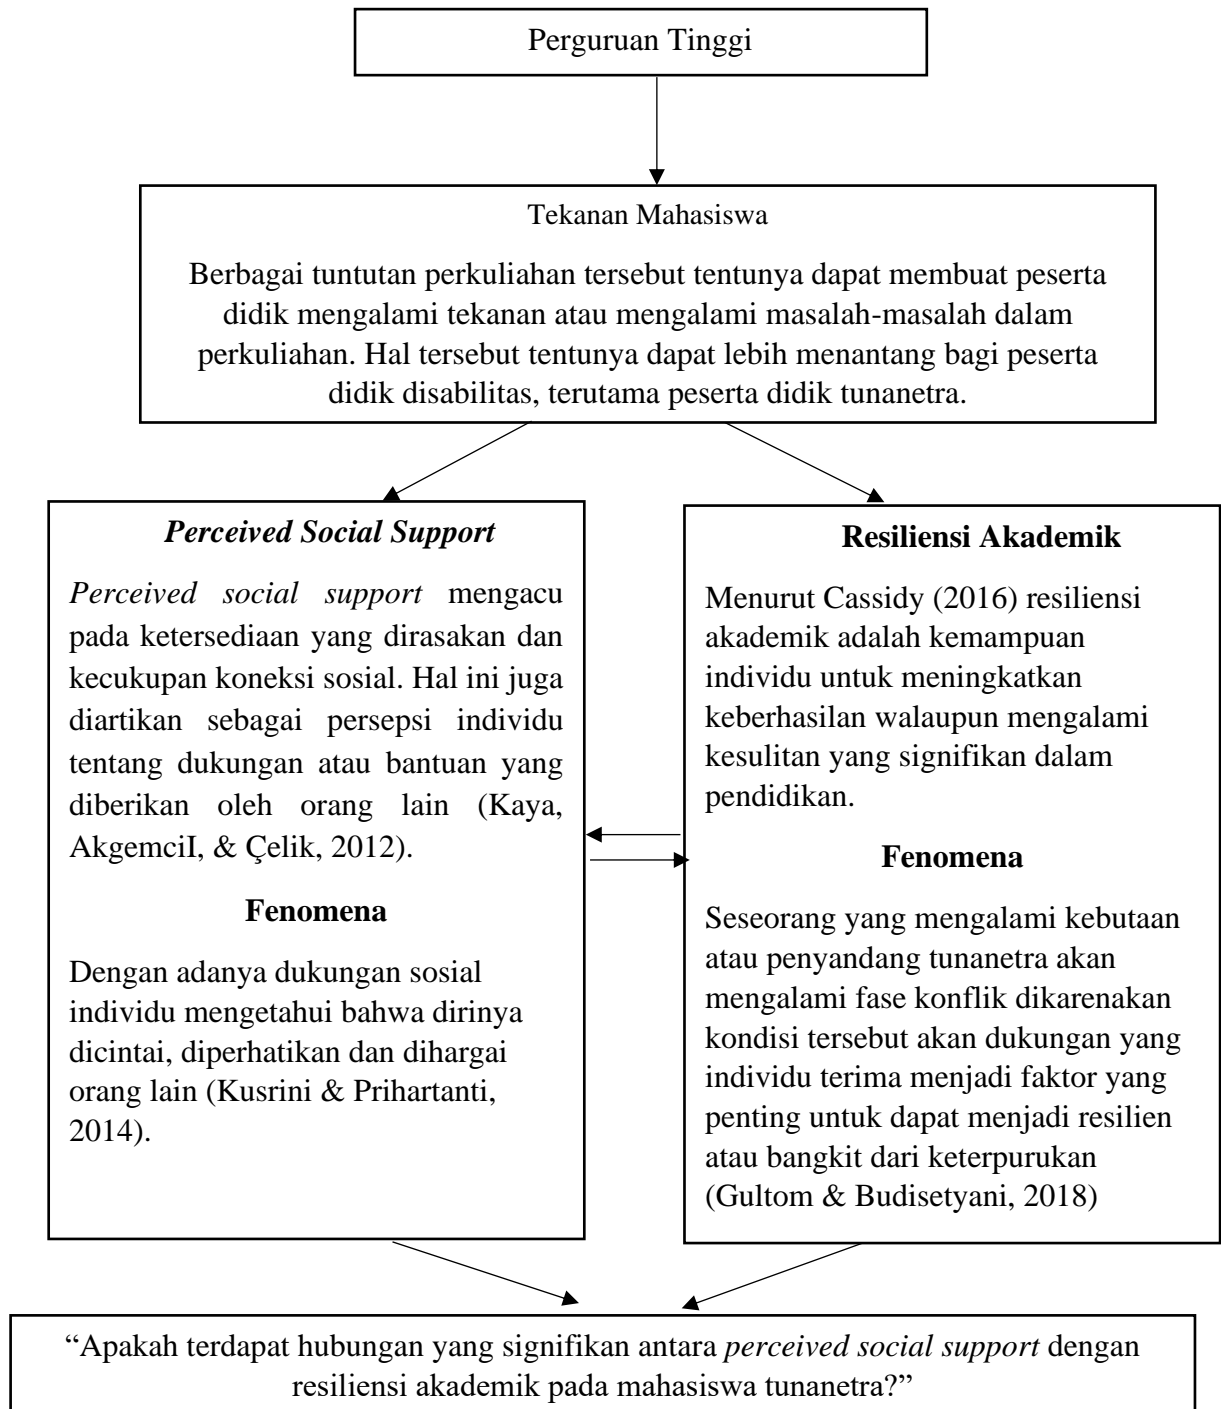 Perguruan Tinggi
Tekanan Mahasiswa
Berbagai tuntutan perkuliahan tersebut tentunya dapat membuat peserta
didik mengalami tekanan atau mengalami masalah-masalah dalam
perkuliahan. Hal tersebut tentunya dapat lebih menantang bagi peserta
didik disabilitas, terutama peserta didik tunanetra.
Perceived Social Support
Perceived social support mengacu
pada ketersediaan yang dirasakan dan
kecukupan koneksi sosial. Hal ini juga
diartikan sebagai persepsi individu
tentang dukungan atau bantuan yang
diberikan oleh orang lain (Kaya,
AkgemciI, & Çelik, 2012).
Fenomena
Dengan adanya dukungan sosial
individu mengetahui bahwa dirinya
dicintai, diperhatikan dan dihargai
orang lain (Kusrini & Prihartanti,
2014).
Resiliensi Akademik
Menurut Cassidy (2016) resiliensi
akademik adalah kemampuan
individu untuk meningkatkan
keberhasilan walaupun mengalami
kesulitan yang signifikan dalam
pendidikan.
Fenomena
Seseorang yang mengalami kebutaan
atau penyandang tunanetra akan
mengalami fase konflik dikarenakan
kondisi tersebut akan dukungan yang
individu terima menjadi faktor yang
penting untuk dapat menjadi resilien
atau bangkit dari keterpurukan
(Gultom & Budisetyani, 2018)
“Apakah terdapat hubungan yang signifikan antara perceived social support dengan
resiliensi akademik pada mahasiswa tunanetra?”